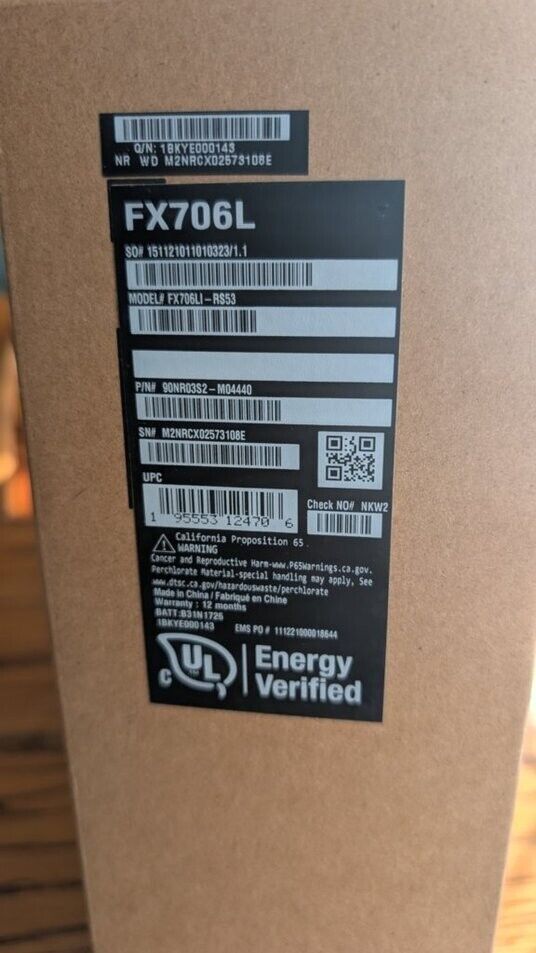 Q/N: 1BKYE000143
NR WD M2NRCX02573108E
FX706L
SO# 151121011010323/1.1
MODEL# FX706LI-RS53
P/N# 90NR03S2-M04440
SN# M2NRCX02573108E
UPC
1 95553 12470 6
Check NO# NKW2
California Proposition 65
WARNING
Cancer and Reproductive Harm-www.P65Warnings.ca.gov.
Perchlorate Material-special handling may apply, See
www.dtsc.ca.gov/hazardouswaste/perchlorate
Made in China / Fabriqué en Chine
Warranty : 12 months
BATT:B31N1726
1BKYE000143
EMS PO # 111221000018644
C UL Energy
Verified